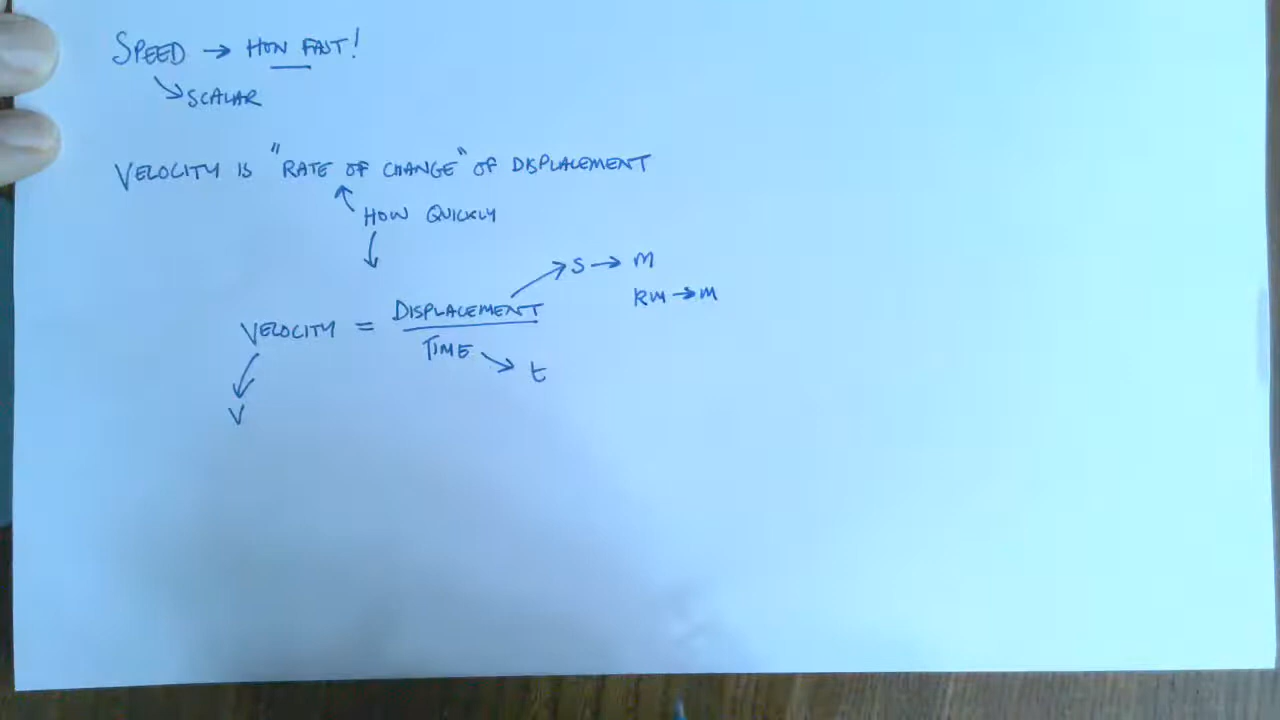 SPEED → HOW FAST!
↘ SCALAR
VELOCITY IS "RATE OF CHANGE" OF DISPLACEMENT
HOW QUICKLY
S → M
KM → M
VELOCITY = DISPLACEMENT
TIME
t
V